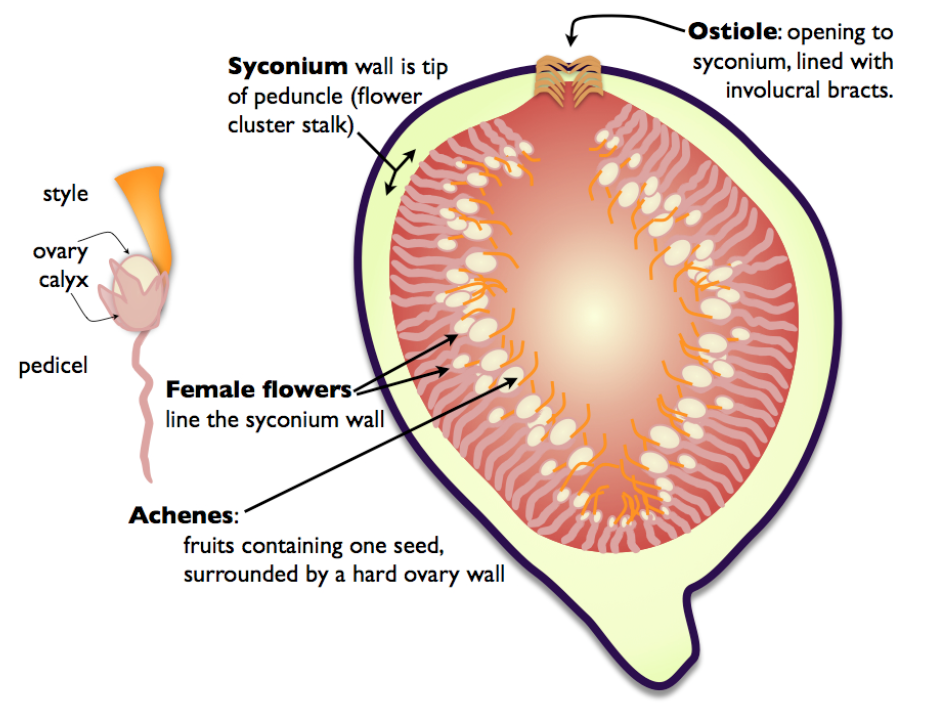 Ostiole: opening to
syconium, lined with
involucral bracts.
Syconium wall is tip
of peduncle (flower
cluster stalk)
style
ovary
calyx
pedicel
Female flowers
line the syconium wall
Achenes:
fruits containing one seed,
surrounded by a hard ovary wall